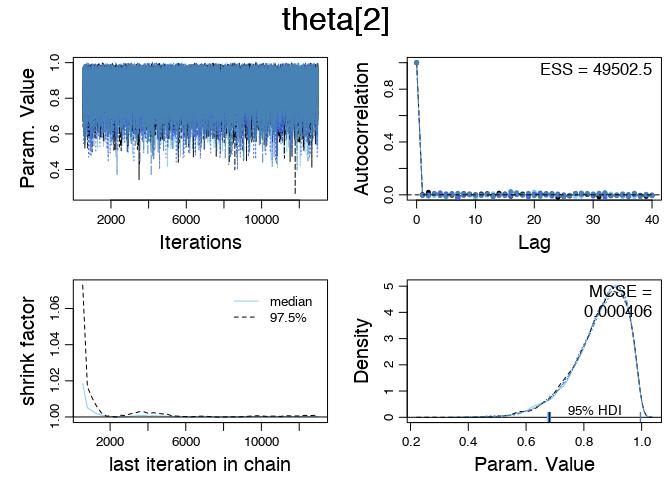 theta[2]
Param. Value
0.4 0.6 0.8 1.0
2000 6000 10000
Iterations
Autocorrelation
0.0 0.4 0.8
ESS = 49502.5
0 10 20 30 40
Lag
shrink factor
1.00 1.02 1.04 1.06
median
97.5%
2000 6000 10000
last iteration in chain
Density
0 1 2 3 4 5
MCSE =
0.000406
95% HDI
0.2 0.4 0.6 0.8 1.0
Param. Value